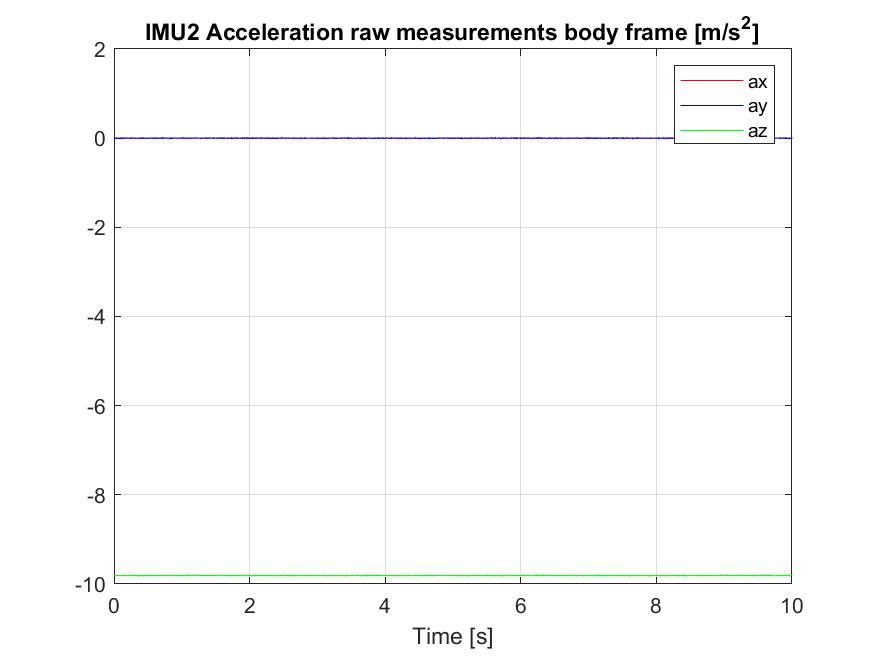 IMU2 Acceleration raw measurements body frame [m/s²]
2
0
-2
-4
-6
-8
-10
ax
ay
az
0 2 4 6 8 10
Time [s]